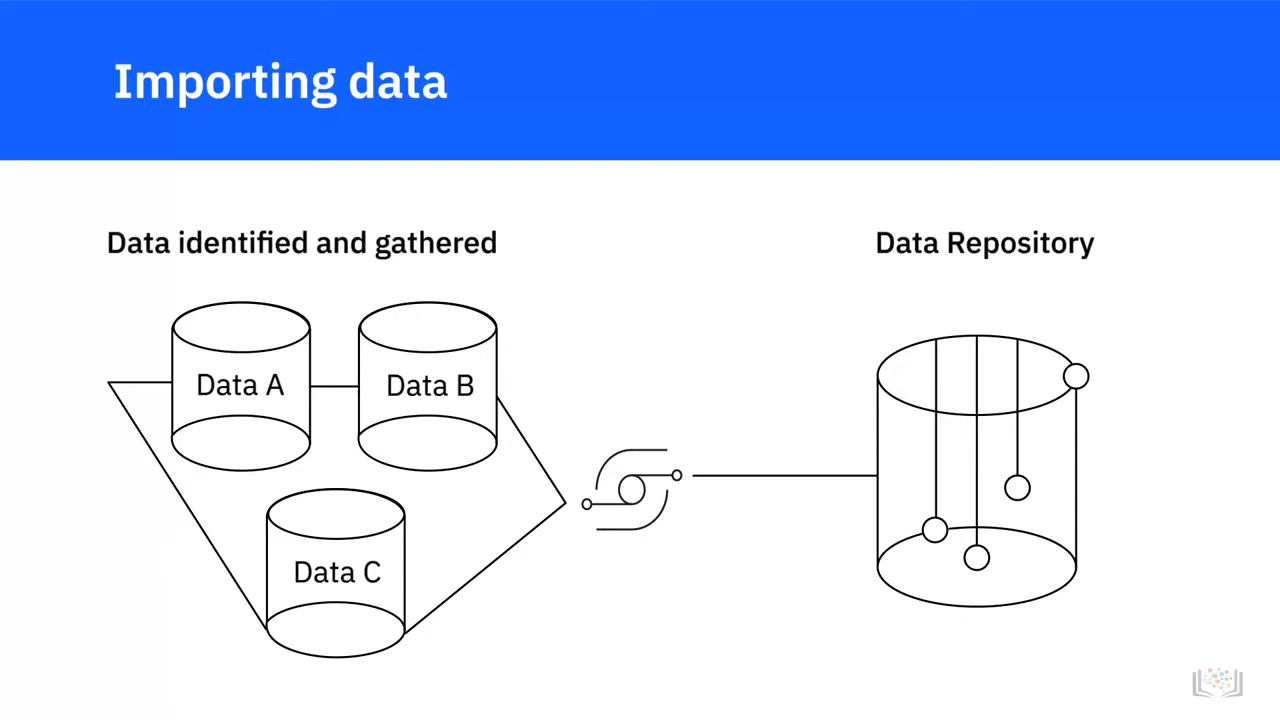 Importing data
Data identified and gathered
Data Repository
Data A
Data B
Data C